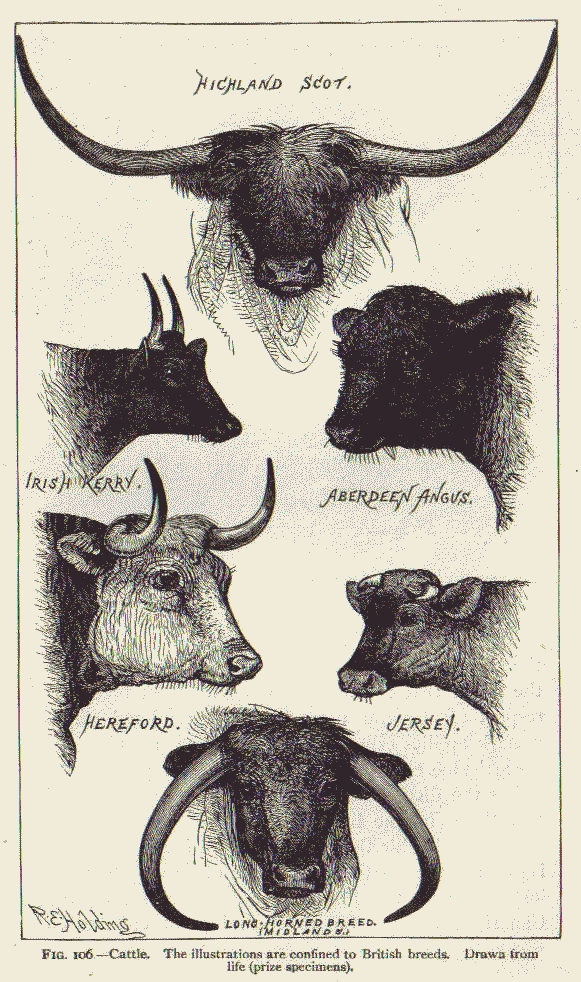 HIGHLAND SCOT.
IRISH KERRY.
ABERDEEN ANGUS.
HEREFORD.
JERSEY.
R.E. Holding
LONG-HORNED BREED.
(MIDLANDS.)
FIG. 106.—Cattle. The illustrations are confined to British breeds. Drawn from
life (prize specimens).